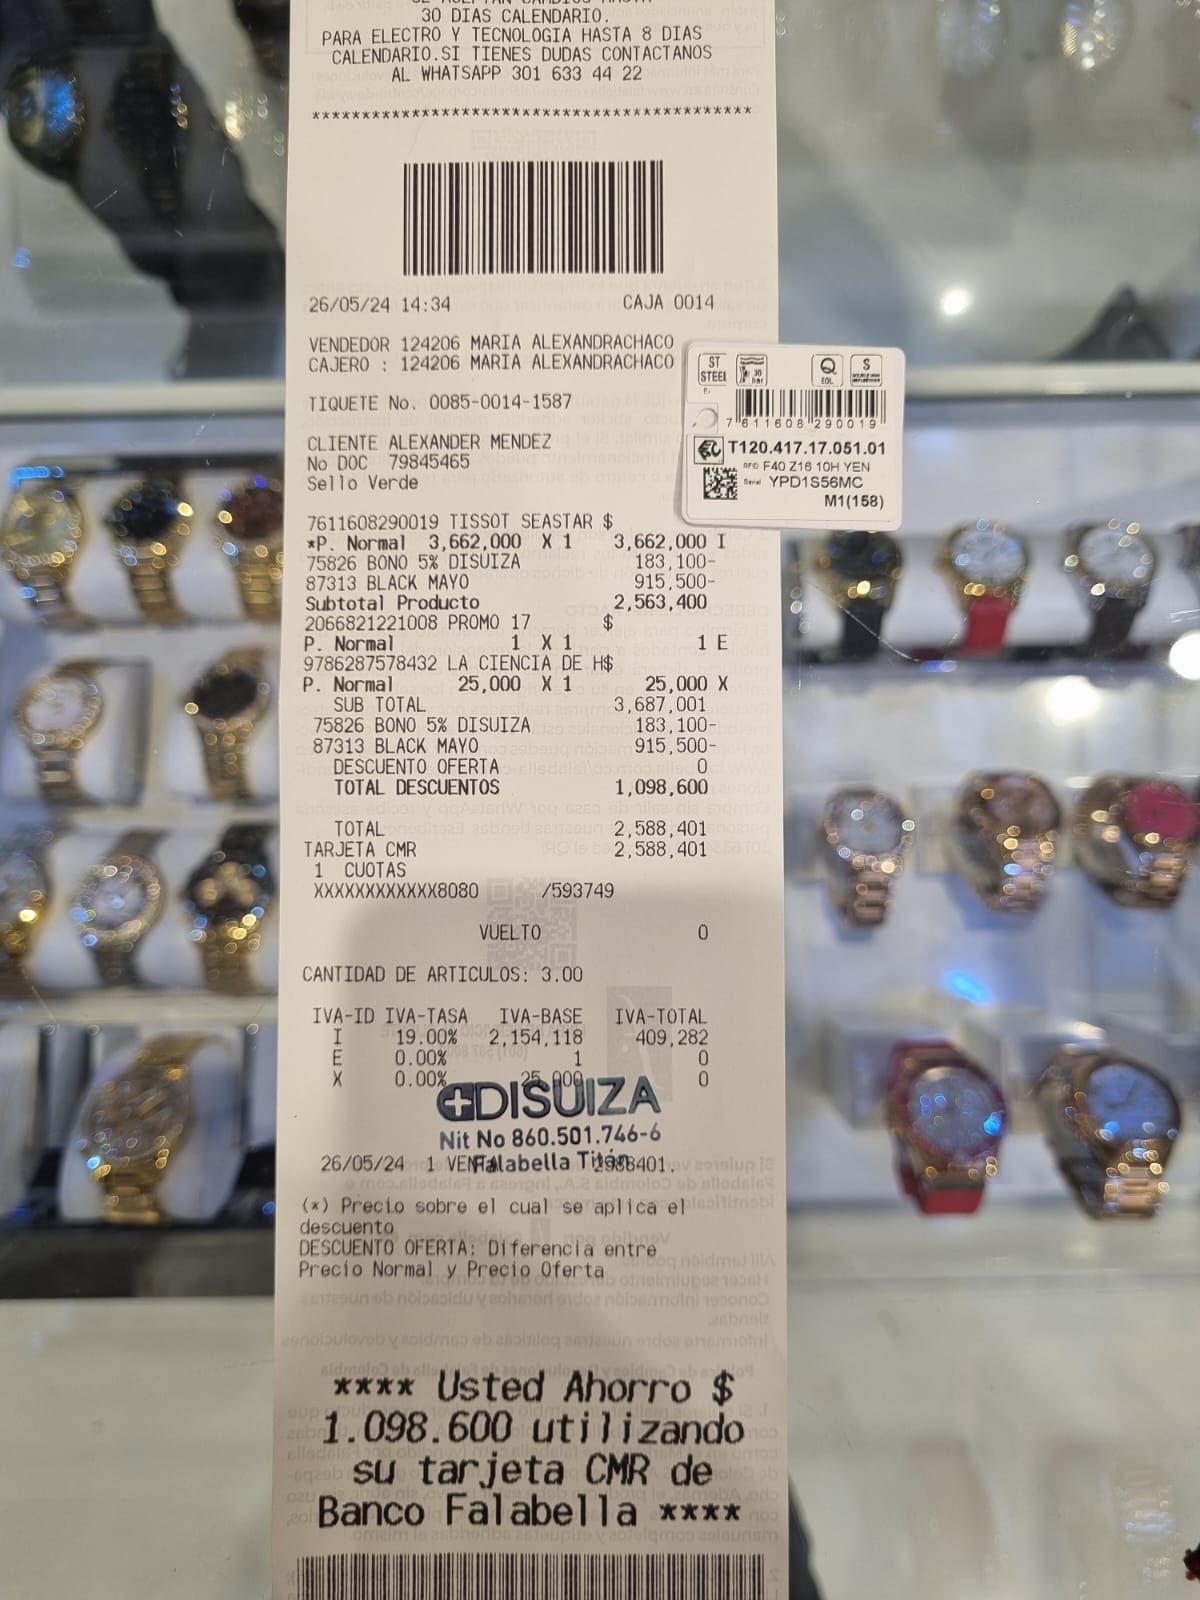 30 DIAS CALENDARIO.
PARA ELECTRO Y TECNOLOGIA HASTA 8 DIAS
CALENDARIO.SI TIENES DUDAS CONTACTANOS
AL WHATSAPP 301 633 44 22
********************************************
26/05/24 14:34 CAJA 0014
VENDEDOR 124206 MARIA ALEXANDRACHACO
CAJERO : 124206 MARIA ALEXANDRACHACO
TIQUETE No. 0085-0014-1587
CLIENTE ALEXANDER MENDEZ
No DOC 79845465
Sello Verde
7611608290019 TISSOT SEASTAR $
*P. Normal 3,662,000 X 1 3,662,000 I
75826 BONO 5% DISUIZA 183,100-
87313 BLACK MAYO 915,500-
Subtotal Producto 2,563,400
2066821221008 PROMO 17 $
P. Normal 1 X 1 1 E
9786287578432 LA CIENCIA DE H$
P. Normal 25,000 X 1 25,000 X
SUB TOTAL 3,687,001
75826 BONO 5% DISUIZA 183,100-
87313 BLACK MAYO 915,500-
DESCUENTO OFERTA 0
TOTAL DESCUENTOS 1,098,600
TOTAL 2,588,401
TARJETA CMR 2,588,401
1 CUOTAS
XXXXXXXXXXXX8080 /593749
VUELTO 0
CANTIDAD DE ARTICULOS: 3.00
IVA-ID IVA-TASA IVA-BASE IVA-TOTAL
I 19.00% 2,154,118 409,282
E 0.00% 1 0
X 0.00% 25,000 0
DISUIZA
Nit No 860.501.746-6
Falabella Titán
26/05/24 1 2588401,
(*) Precio sobre el cual se aplica el
descuento
DESCUENTO OFERTA: Diferencia entre
Precio Normal y Precio Oferta
**** Usted Ahorro $
1.098.600 utilizando
su tarjeta CMR de
Banco Falabella ****
ST
STEEL
30
bar
Q
EOL
S
7 611608 290019
T120.417.17.051.01
F40 Z16 10H YEN
Serial YPD1S56MC
M1(158)